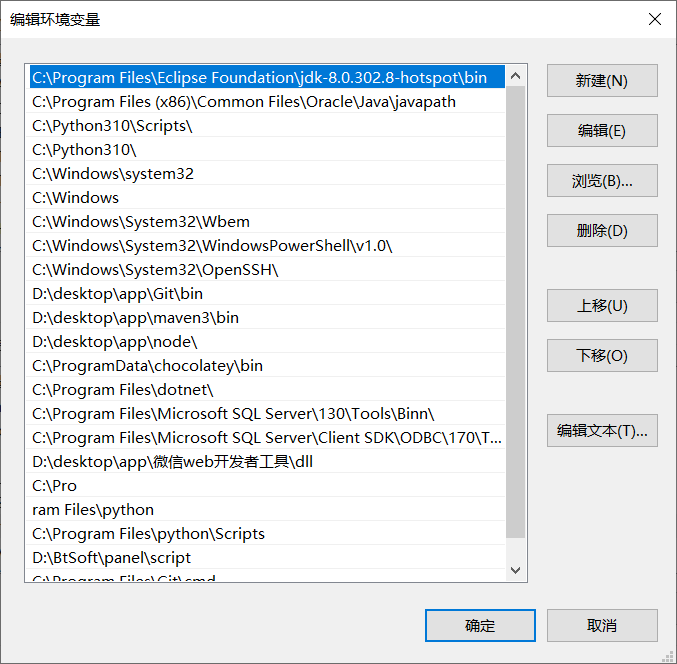 编辑环境变量
C:\Program Files\Eclipse Foundation\jdk-8.0.302.8-hotspot\bin
C:\Program Files (x86)\Common Files\Oracle\Java\javapath
C:\Python310\Scripts\
C:\Python310\
C:\Windows\system32
C:\Windows
C:\Windows\System32\Wbem
C:\Windows\System32\WindowsPowerShell\v1.0\
C:\Windows\System32\OpenSSH\
D:\desktop\app\Git\bin
D:\desktop\app\maven3\bin
D:\desktop\app\node\
C:\ProgramData\chocolatey\bin
C:\Program Files\dotnet\
C:\Program Files\Microsoft SQL Server\130\Tools\Binn\
C:\Program Files\Microsoft SQL Server\Client SDK\ODBC\170\T...
D:\desktop\app\微信web开发者工具\dll
C:\Pro
ram Files\python
C:\Program Files\python\Scripts
D:\BtSoft\panel\script
C:\Program Files\Git\cmd
新建(N)
编辑(E)
浏览(B)...
删除(D)
上移(U)
下移(O)
编辑文本(T)...
确定
取消